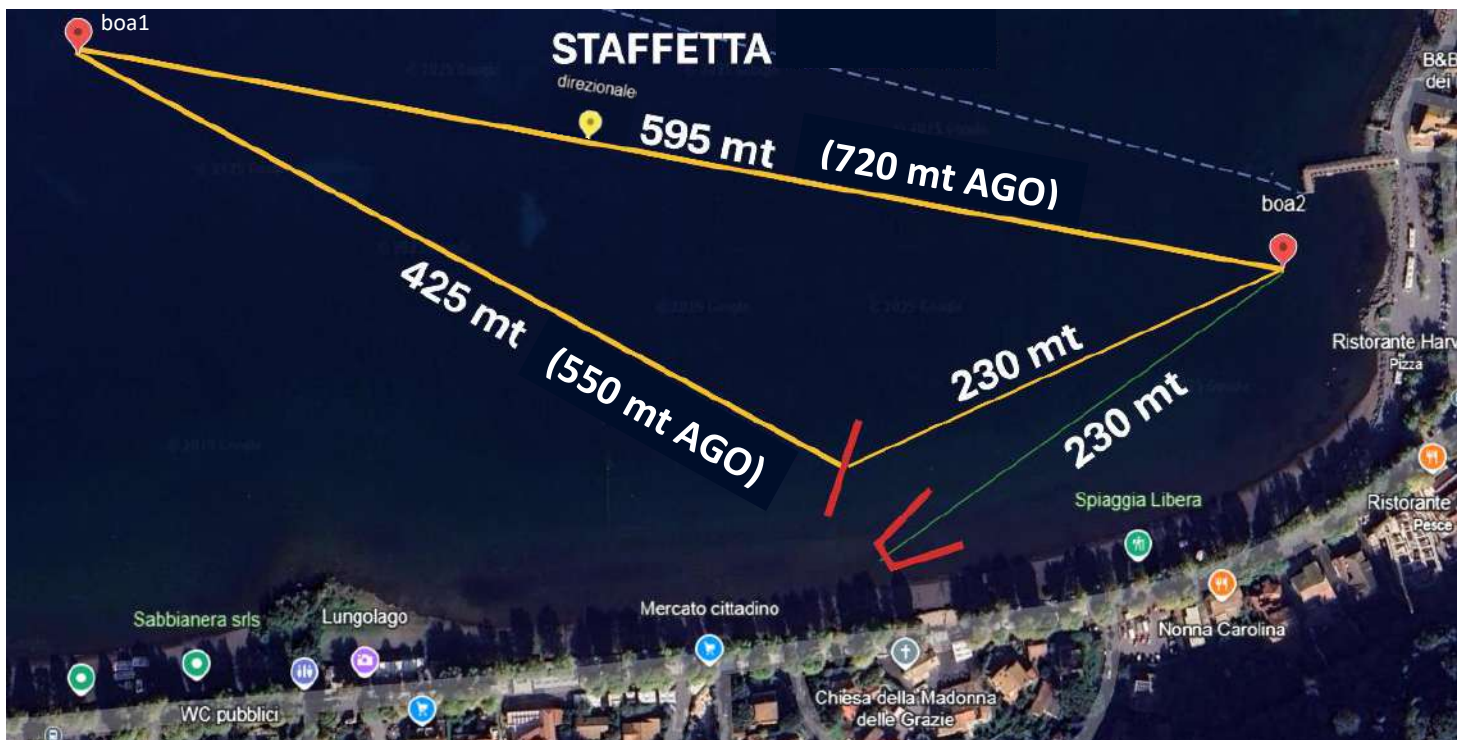 boa1
STAFFETTA
direzionale
595 mt
(720 mt AGO)
B&B
dei
boa2
425 mt
(550 mt AGO)
230 mt
230 mt
Ristorante Harv
Pizza
Spiaggia Libera
Ristorante
Pesce
Sabbianera srls
Lungolago
Mercato cittadino
Nonna Carolina
WC pubblici
Chiesa della Madonna
delle Grazie